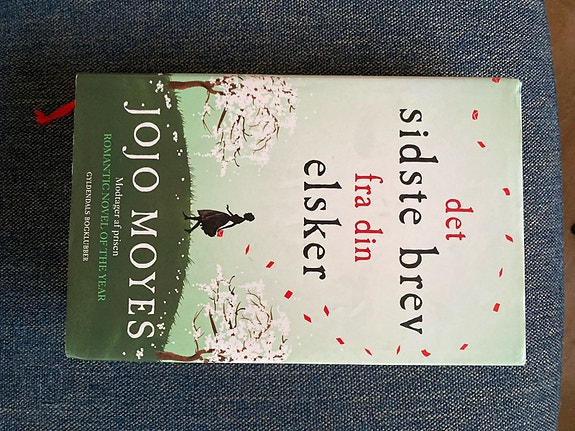 det
sidste brev
fra din
elsker
JOJO MOYES
Modtager af prisen
ROMANTIC NOVEL OF THE YEAR
GYLDENDALS BOGKLUBBER